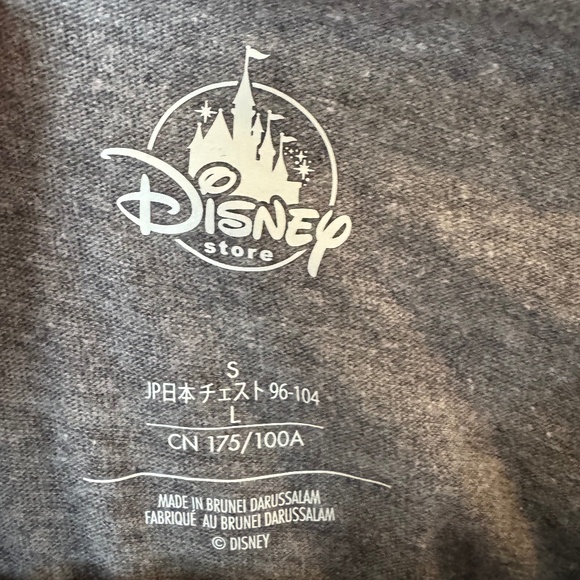 Disney
store
S
JP日本 チェスト 96-104
L
CN 175/100A
MADE IN BRUNEI DARUSSALAM
FABRIQUÉ AU BRUNEI DARUSSALAM
© DISNEY